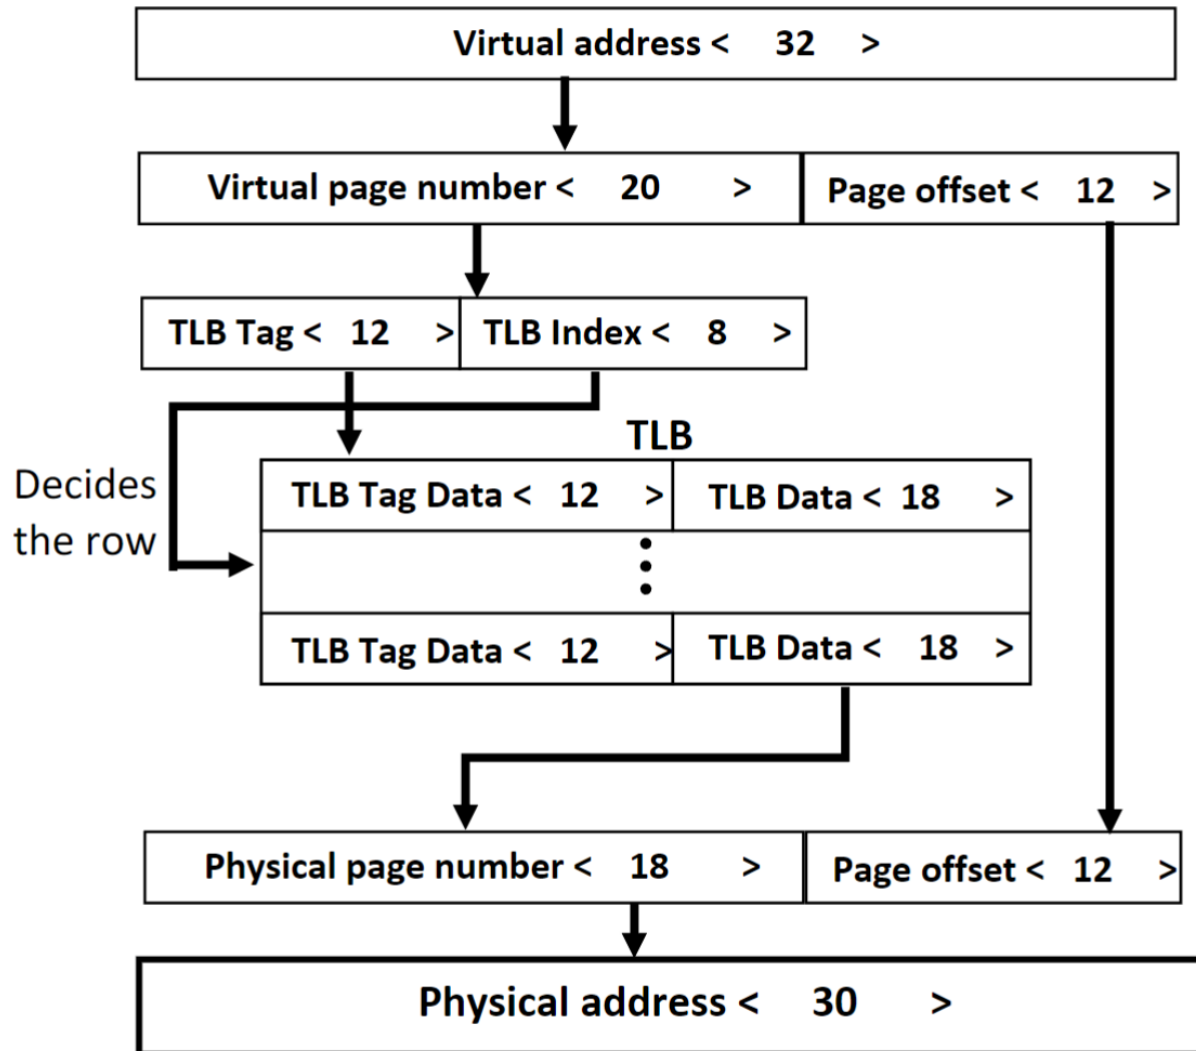 Virtual address < 32 >
Virtual page number < 20 > Page offset < 12 >
TLB Tag < 12 > TLB Index < 8 >
TLB
Decides
the row
TLB Tag Data < 12 > TLB Data < 18 >
TLB Tag Data < 12 > TLB Data < 18 >
Physical page number < 18 > Page offset < 12 >
Physical address < 30 >